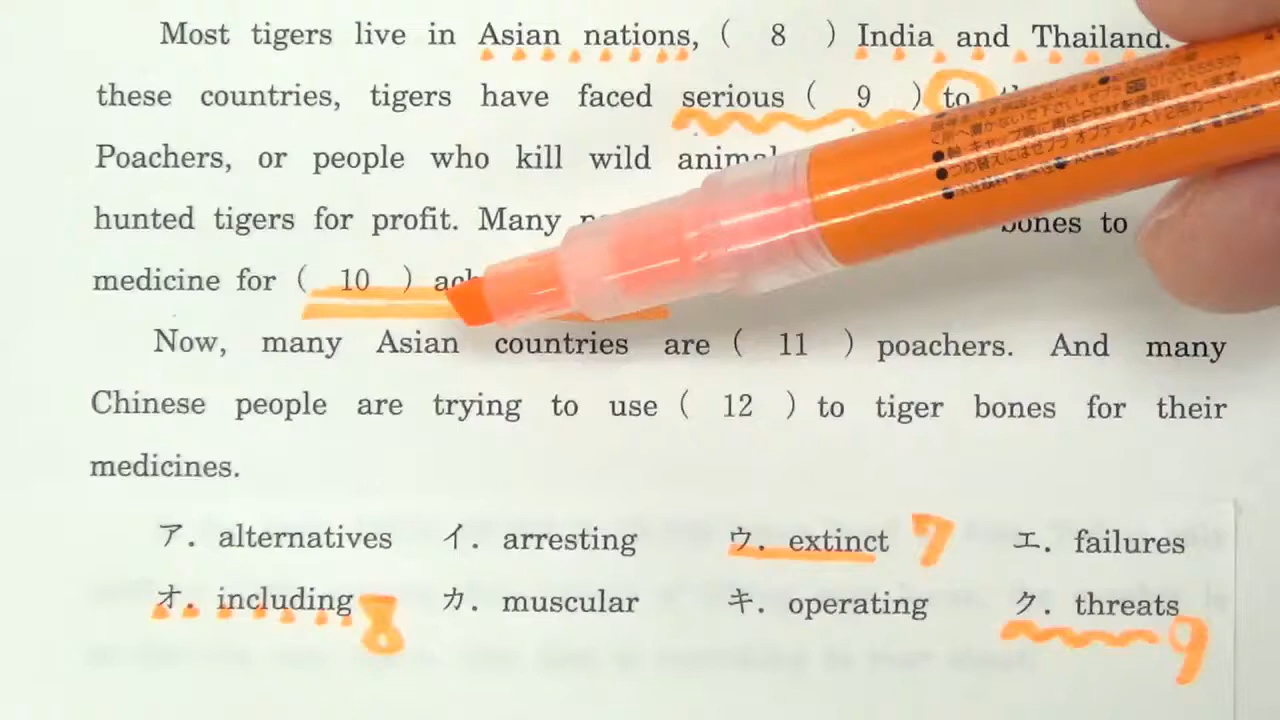 Most tigers live in Asian nations, ( 8 ) India and Thailand.
these countries, tigers have faced serious ( 9 ) to
Poachers, or people who kill wild
hunted tigers for profit. Many bones to
medicine for ( 10 )
Now, many Asian countries are ( 11 ) poachers. And many
Chinese people are trying to use ( 12 ) to tiger bones for their
medicines.
ア. alternatives イ. arresting ウ. extinct 7 エ. failures
オ. including 8 カ. muscular キ. operating ク. threats 9